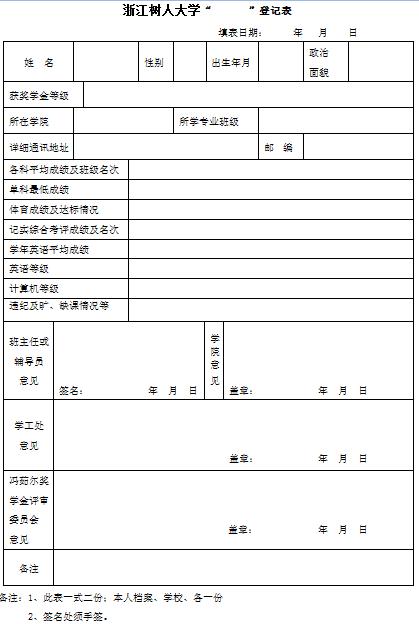 浙江树人大学“ ”登记表
填表日期： 年 月 日
姓 名 性别 出生年月 政治面貌
获奖学金等级
所在学院 所学专业班级
详细通讯地址 邮 编
各科平均成绩及班级名次
单科最低成绩
体育成绩及达标情况
记实综合考评成绩及名次
学年英语平均成绩
英语等级
计算机等级
违纪及旷、缺课情况等
班主任或
辅导员
意见
签名： 年 月 日
学院意见
盖章： 年 月 日
学工处
意见
盖章： 年 月 日
冯茹尔奖
学金评审
委员会
意见
盖章： 年 月 日
备注
备注：1、此表一式二份；本人档案、学校、各一份
2、签名处须手签。